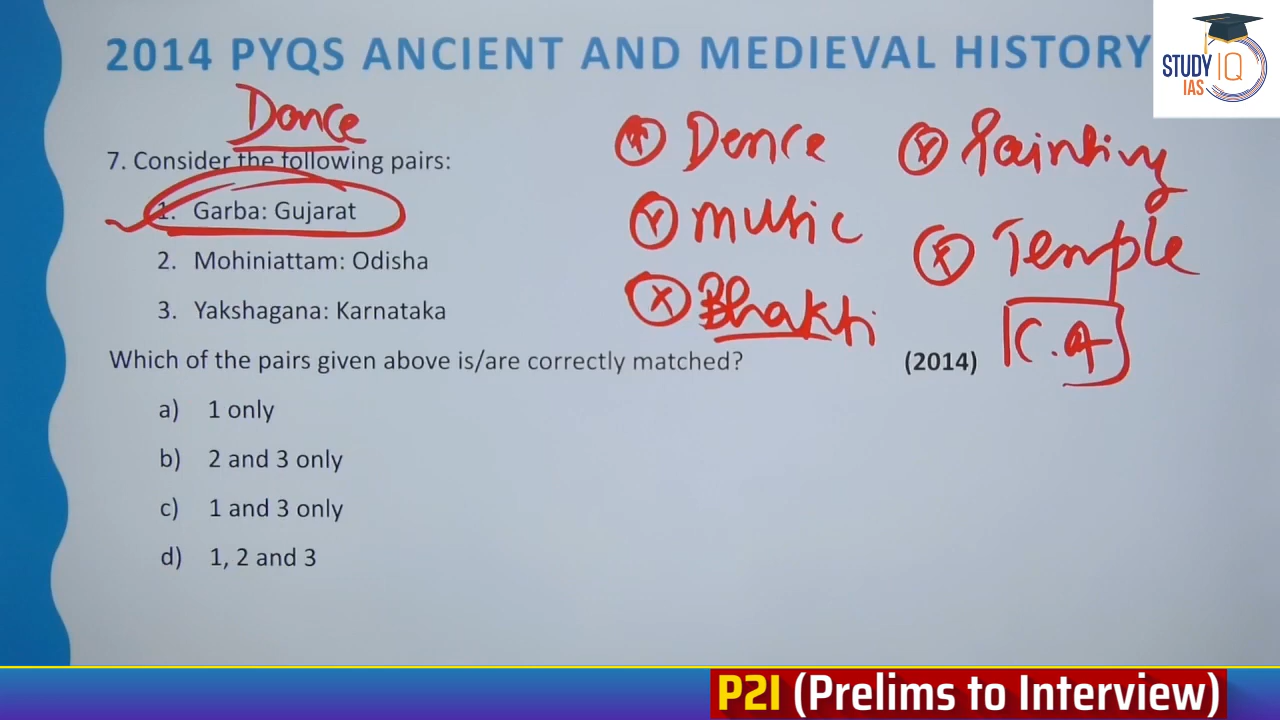 2014 PYQS ANCIENT AND MEDIEVAL HISTORY
STUDY IQ
IAS
Dance
7. Consider the following pairs:
1. Garba: Gujarat
2. Mohiniattam: Odisha
3. Yakshagana: Karnataka
Which of the pairs given above is/are correctly matched? (2014)
a) 1 only
b) 2 and 3 only
c) 1 and 3 only
d) 1, 2 and 3
Dence
music
Bhakti
Painting
Temple
C.A
P2I (Prelims to Interview)